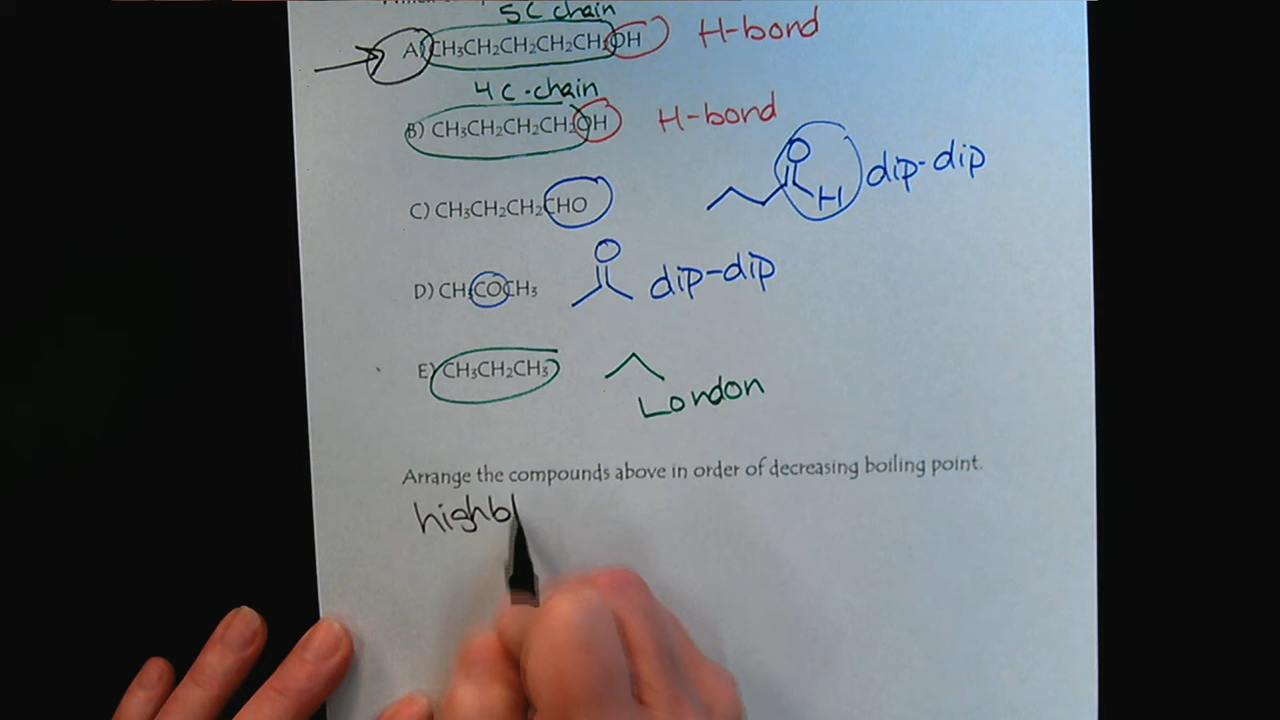 5C chain
A) CH₃CH₂CH₂CH₂CH₂OH H-bond
4C-chain
B) CH₃CH₂CH₂CH₂OH H-bond
C) CH₃CH₂CH₂CHO O H dip-dip
D) CH₃COCH₃ O dip-dip
E) CH₃CH₂CH₃
London
Arrange the compounds above in order of decreasing boiling point.
highb